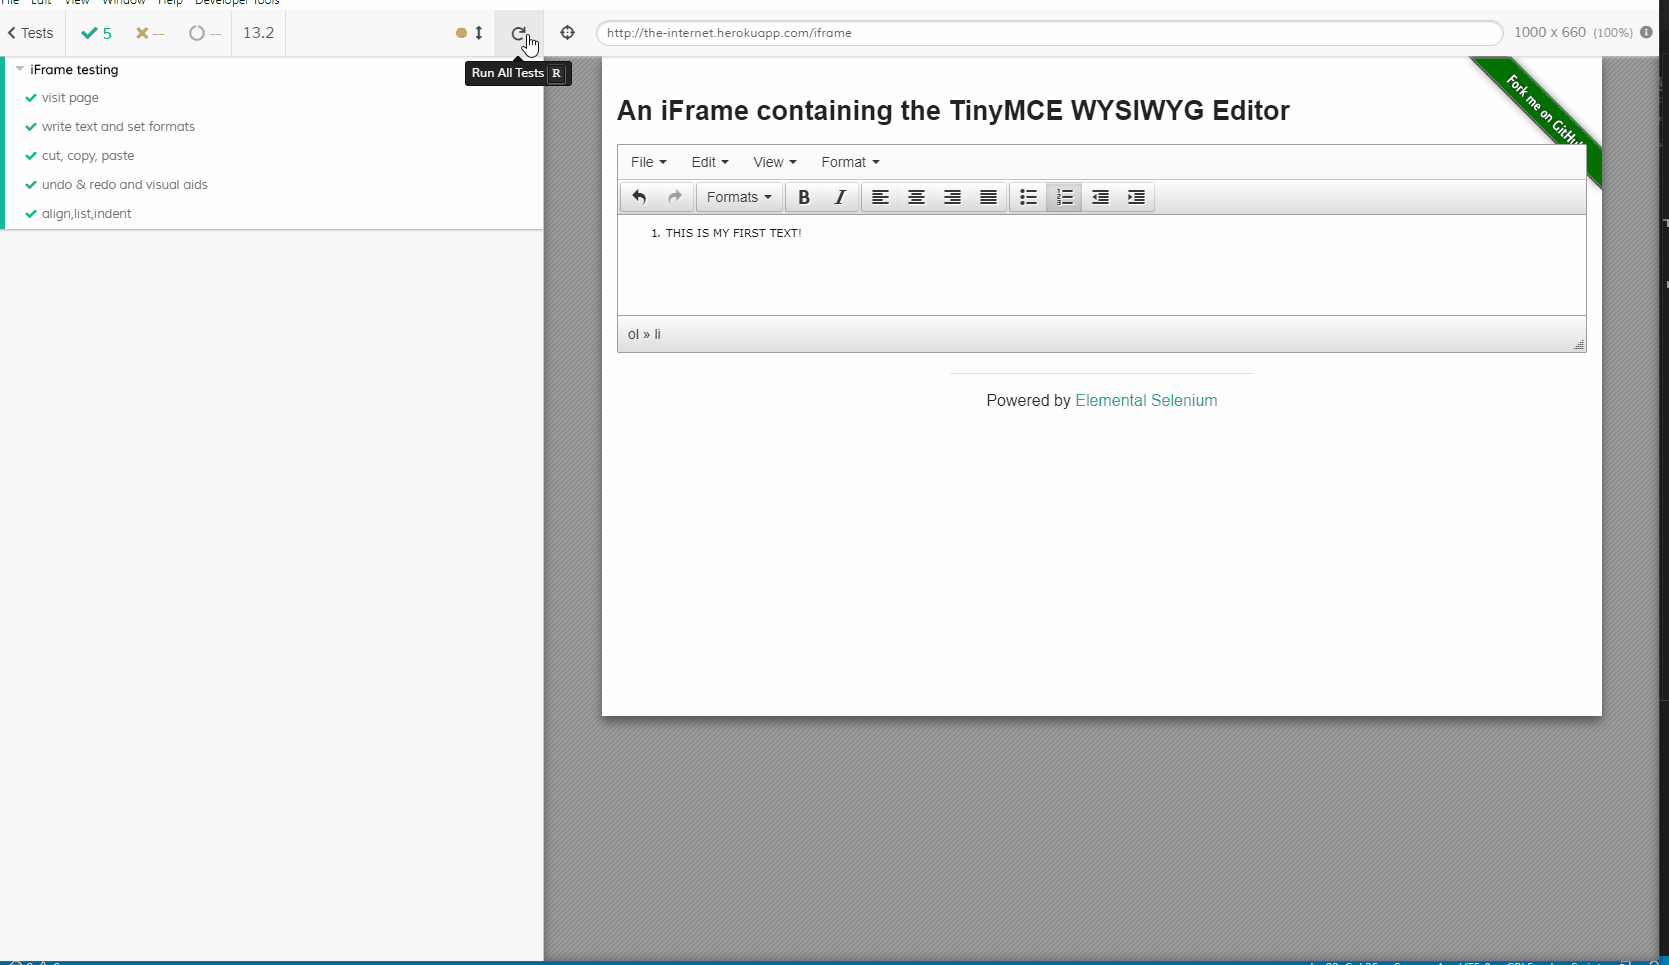 File Edit View Window Help Developer Tools
Tests 5 -- -- 13.2
http://the-internet.herokuapp.com/iframe
1000 x 660 (100%)
Run All Tests R
iFrame testing
visit page
write text and set formats
cut, copy, paste
undo & redo and visual aids
align,list,indent
Fork me on GitHu
An iFrame containing the TinyMCE WYSIWYG Editor
File Edit View Format
Formats B I
1. THIS IS MY FIRST TEXT!
ol » li
Powered by Elemental Selenium